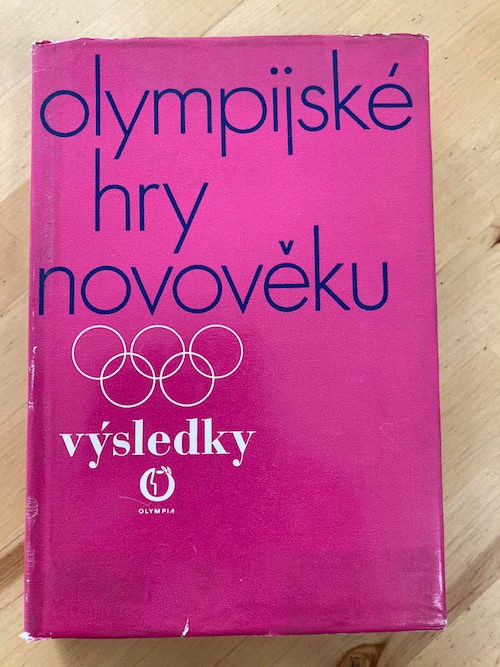 olympijské
hry
novověku
výsledky
OLYMPIA